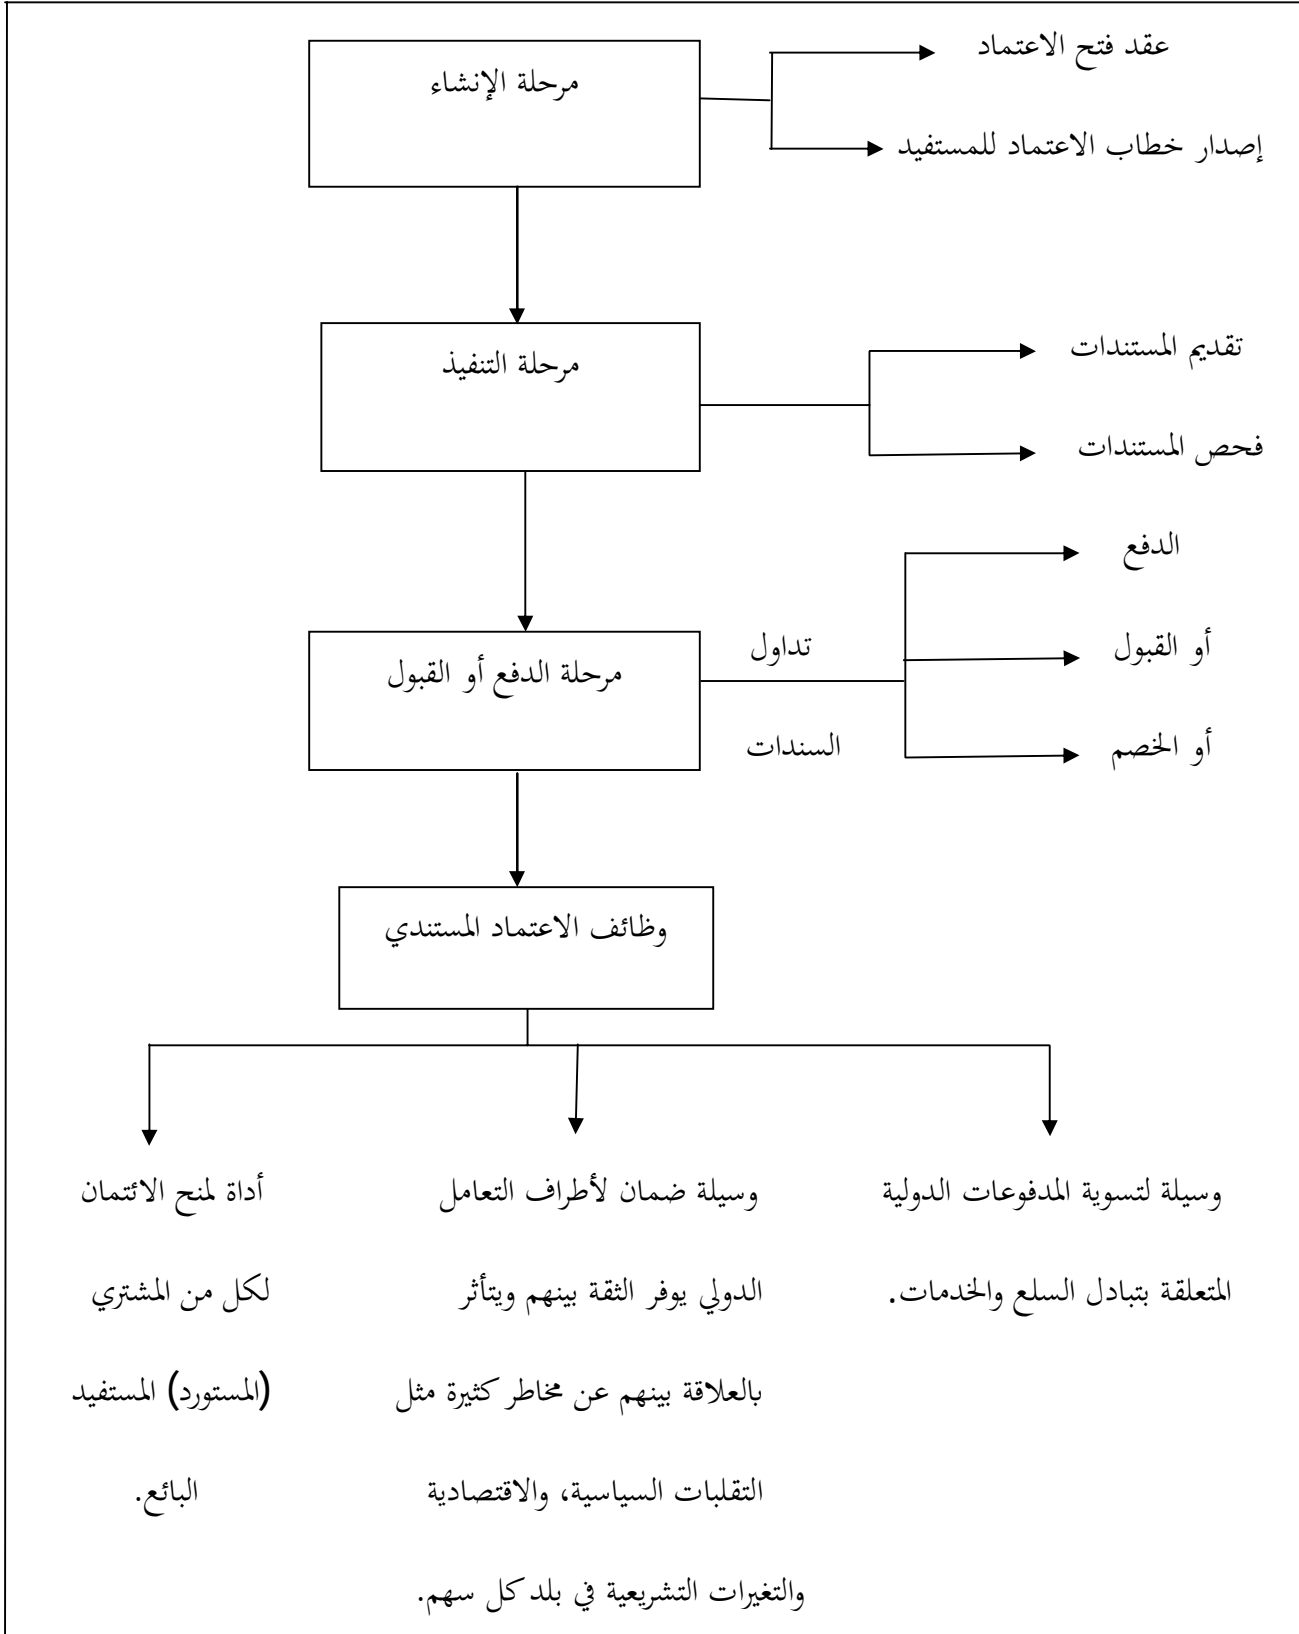 عقد فتح الاعتماد
مرحلة الإنشاء
إصدار خطاب الاعتماد للمستفيد
تقديم المستندات
مرحلة التنفيذ
فحص المستندات
الدفع
مرحلة الدفع أو القبول
تداول
أو القبول
السندات
أو الخصم
وظائف الاعتماد المستندي
وسيلة لتسوية المدفوعات الدولية
المتعلقة بتبادل السلع والخدمات.
وسيلة ضمان لأطراف التعامل
الدولي يوفر الثقة بينهم ويتأثر
بالعلاقة بينهم عن مخاطر كثيرة مثل
التقلبات السياسية، والاقتصادية
والتغيرات التشريعية في بلد كل سهم.
أداة لمنح الائتمان
لكل من المشتري
(المستورد) المستفيد
البائع.